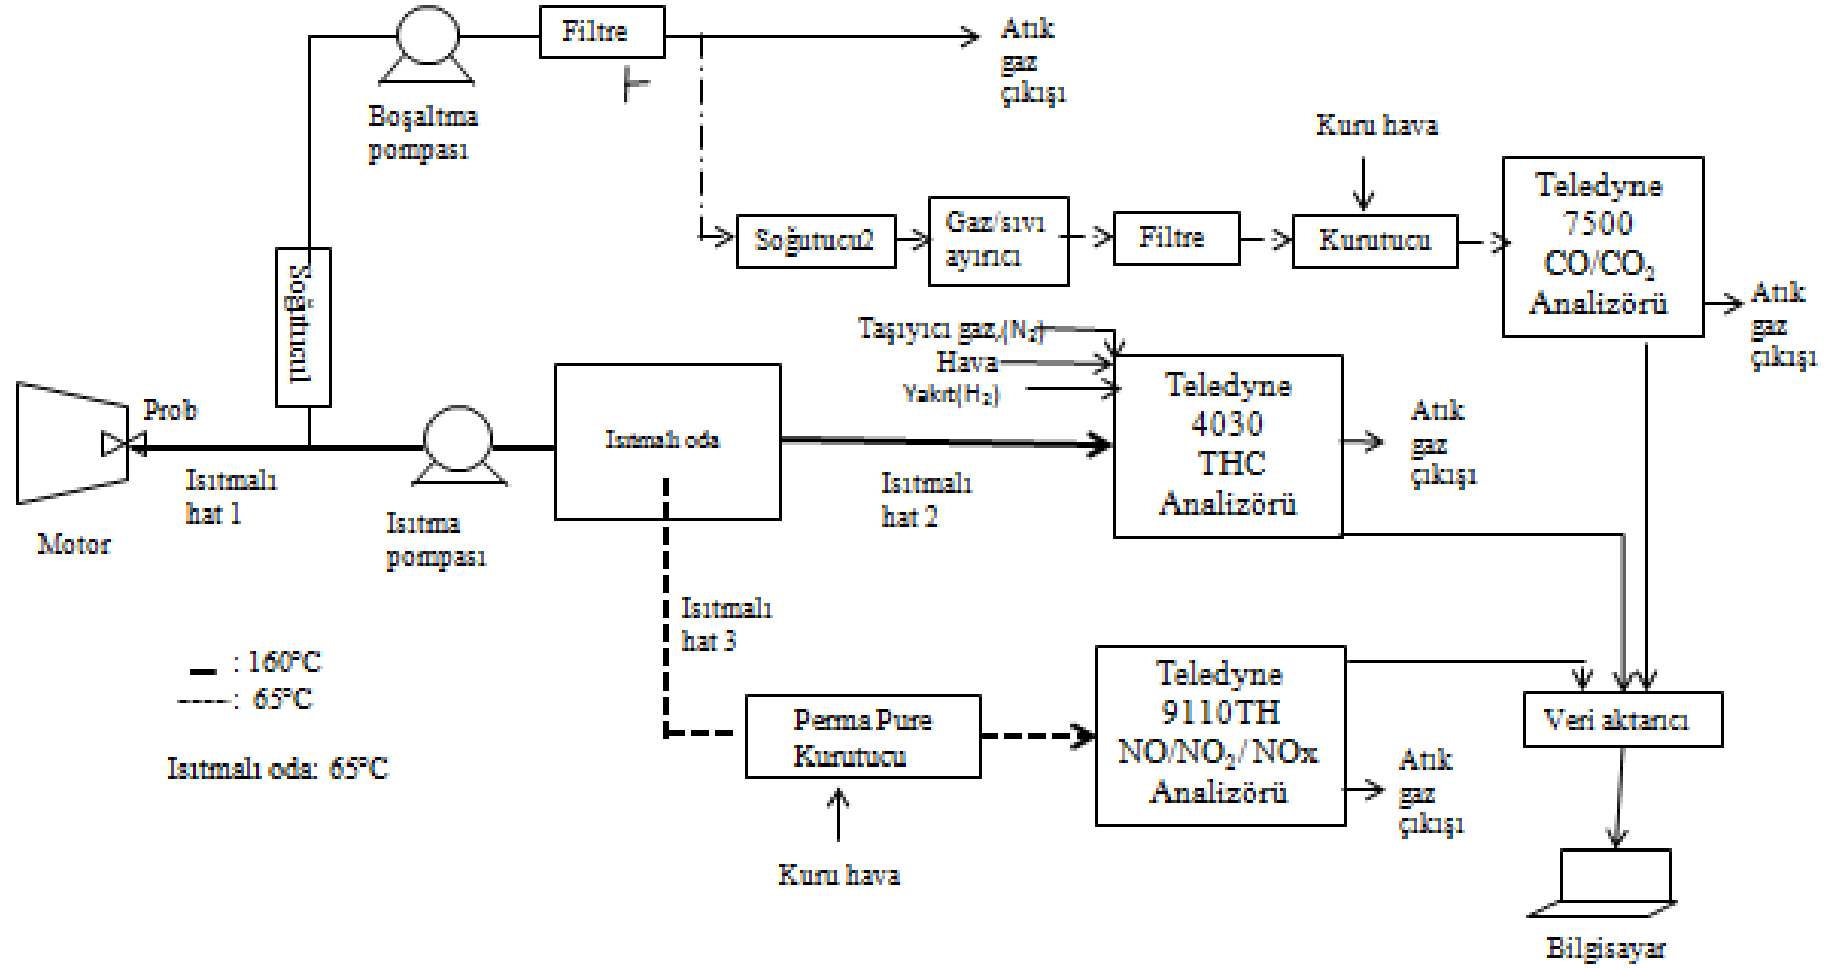 Filtre
Atık
gaz
çıkışı
Boşaltma
pompası
Kuru hava
Soğutucu2
Gaz/sıvı
ayırıcı
Filtre
Kurutucu
Teledyne
7500
CO/CO₂
Analizörü
Atık
gaz
çıkışı
Soğutucu1
Taşıyıcı gaz,(N₂)
Hava
Yakıt(H₂)
Prob
Isıtmalı
hat 1
Motor
Isıtma
pompası
Isıtmalı oda
Isıtmalı
hat 2
Teledyne
4030
THC
Analizörü
Atık
gaz
çıkışı
Isıtmalı
hat 3
: 160°C
: 65°C
Isıtmalı oda: 65°C
Perma Pure
Kurutucu
Kuru hava
Teledyne
9110TH
NO/NO₂/ NOx
Analizörü
Atık
gaz
çıkışı
Veri aktarıcı
Bilgisayar